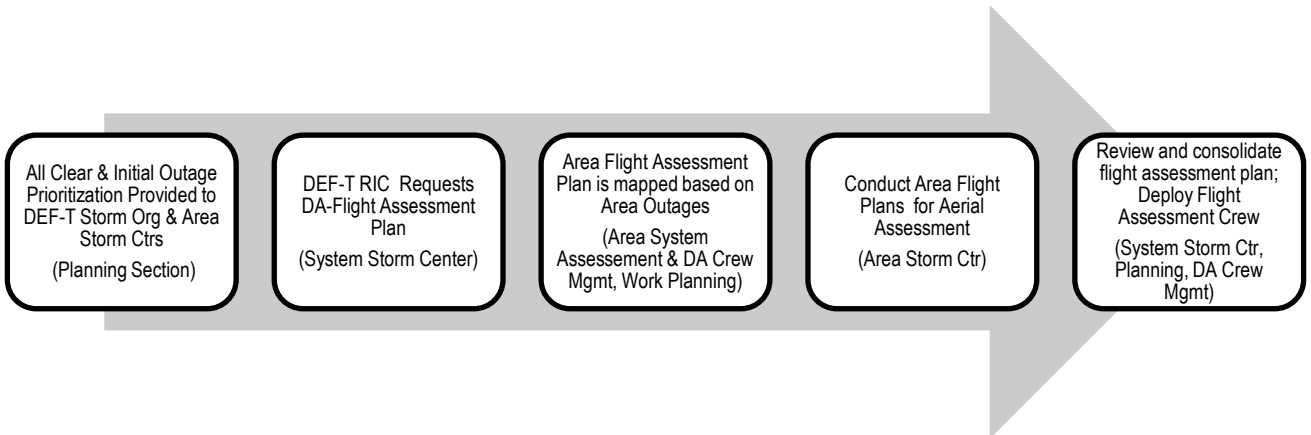 All Clear & Initial Outage
Prioritization Provided to
DEF-T Storm Org & Area
Storm Ctrs
(Planning Section)
DEF-T RIC  Requests
DA-Flight Assessment
Plan
(System Storm Center)
Area Flight Assessment
Plan is mapped based on
Area Outages
(Area System
Assessement & DA Crew
Mgmt, Work Planning)
Conduct Area Flight
Plans  for Aerial
Assessment
(Area Storm Ctr)
Review and consolidate
flight assessment plan;
Deploy Flight
Assessment Crew
(System Storm Ctr,
Planning, DA Crew
Mgmt)